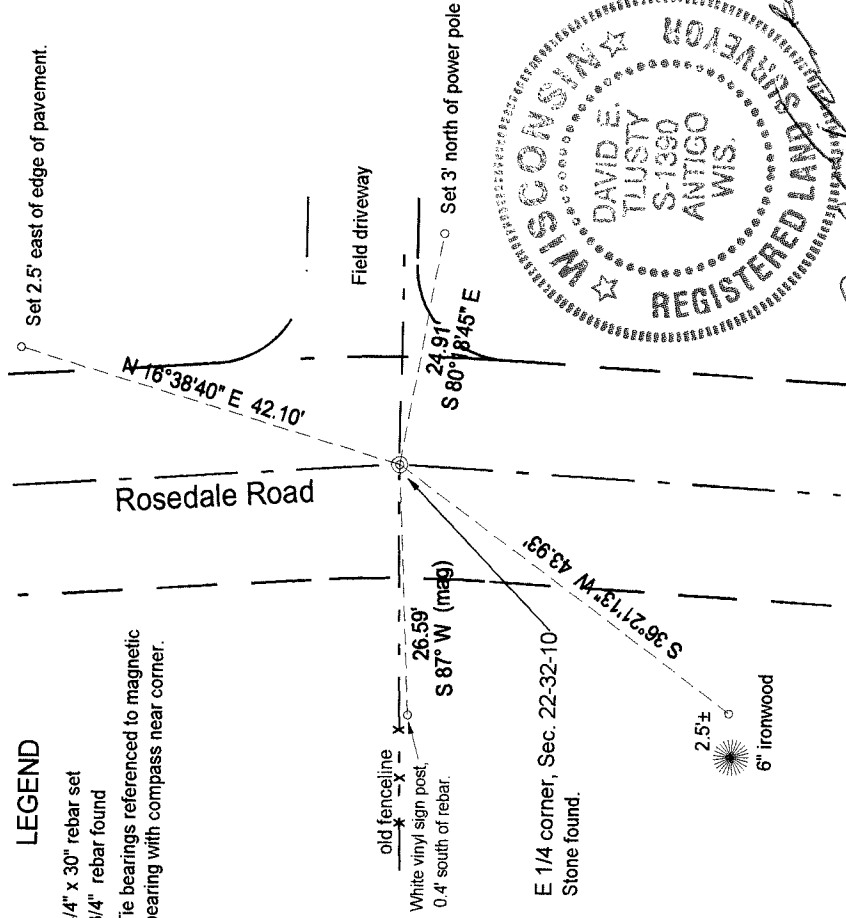 Set 2.5' east of edge of pavement.
LEGEND
/4" x 30" rebar set
/4" rebar found
Tie bearings referenced to magnetic
bearing with compass near corner.
N 16°38'40" E 42.10'
Field driveway
Rosedale Road
Set 3' north of power pole
24.91'
S 80°18'45" E
old fenceline
26.59'
S 87° W (mag)
White vinyl sign post,
0.4' south of rebar.
S 36°21'13" W 43.93'
E 1/4 corner, Sec. 22-32-10
Stone found.
2.5'±
6" ironwood
WISCONSIN
DAVID E.
TLUSTY
S-1390
ANTIGO
WIS.
REGISTERED LAND SURVEYOR